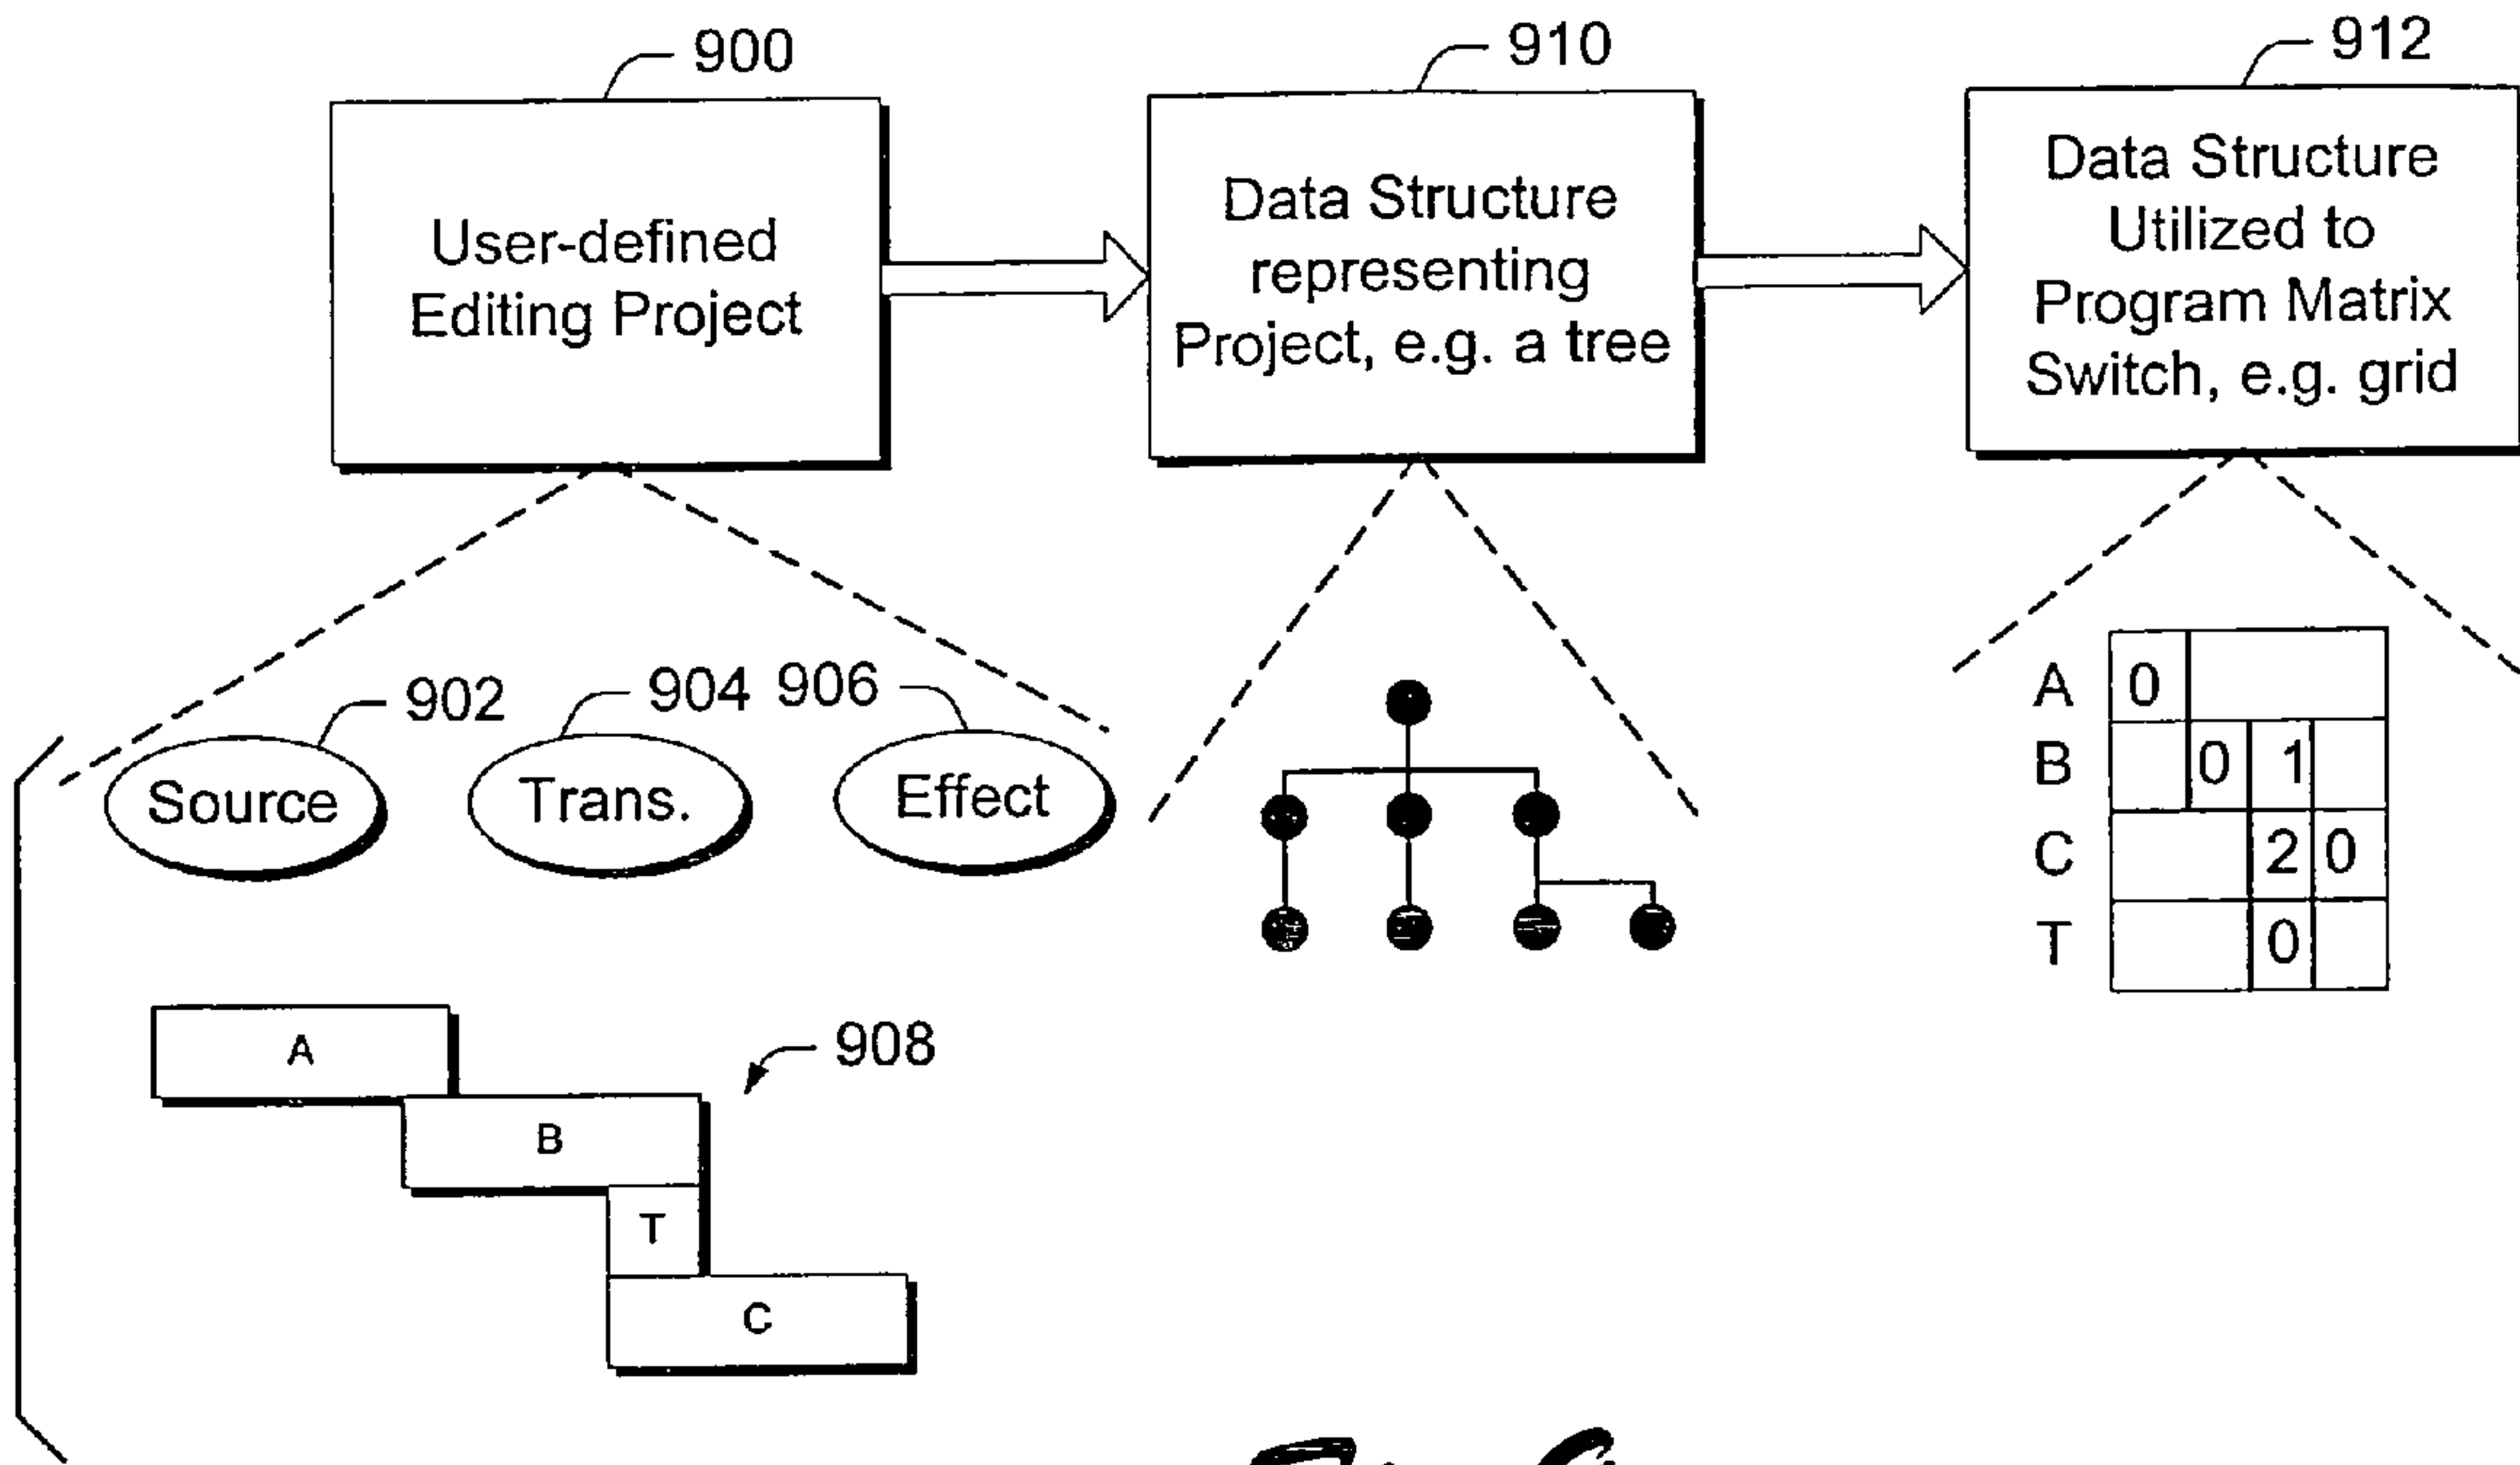 900
910
912
User-defined
Editing Project
Data Structure
representing
Project, e.g. a tree
Data Structure
Utilized to
Program Matrix
Switch, e.g. grid
902
904
906
Source
Trans.
Effect
A
B
T
C
908
A 0
B 0 1
C 2 0
T 0